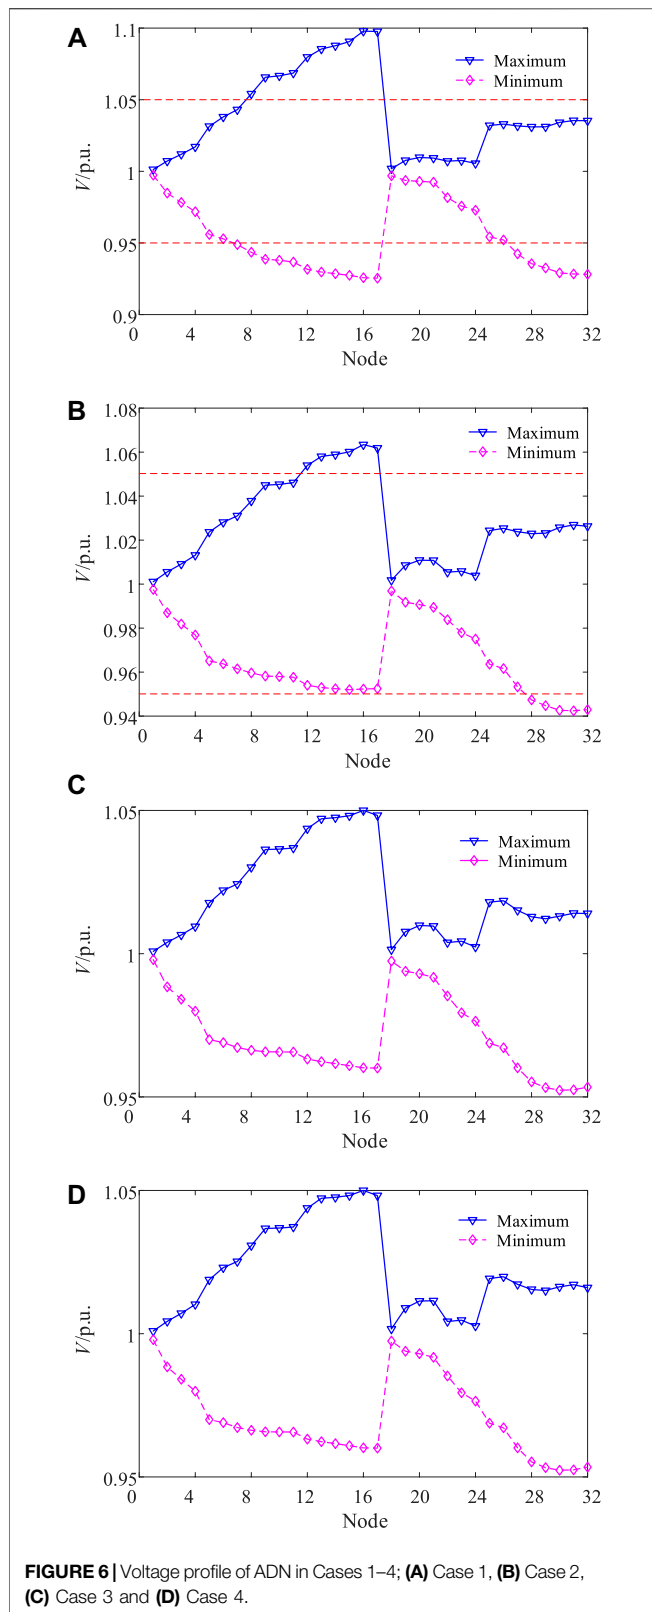 A
1.1
1.05
1
0.95
0.9
V/p.u.
0 4 8 12 16 20 24 28 32
Node
Maximum
Minimum
B
1.08
1.06
1.04
1.02
1
0.98
0.96
0.94
V/p.u.
0 4 8 12 16 20 24 28 32
Node
Maximum
Minimum
C
1.05
1
0.95
V/p.u.
0 4 8 12 16 20 24 28 32
Node
Maximum
Minimum
D
1.05
1
0.95
V/p.u.
0 4 8 12 16 20 24 28 32
Node
Maximum
Minimum
FIGURE 6 | Voltage profile of ADN in Cases 1–4; (A) Case 1, (B) Case 2,
(C) Case 3 and (D) Case 4.